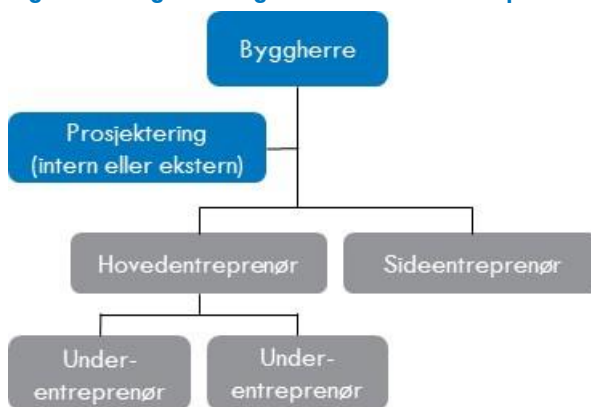 Byggherre
Prosjektering
(intern eller ekstern)
Hovedentreprenør
Sideentreprenør
Under-
entreprenør
Under-
entreprenør